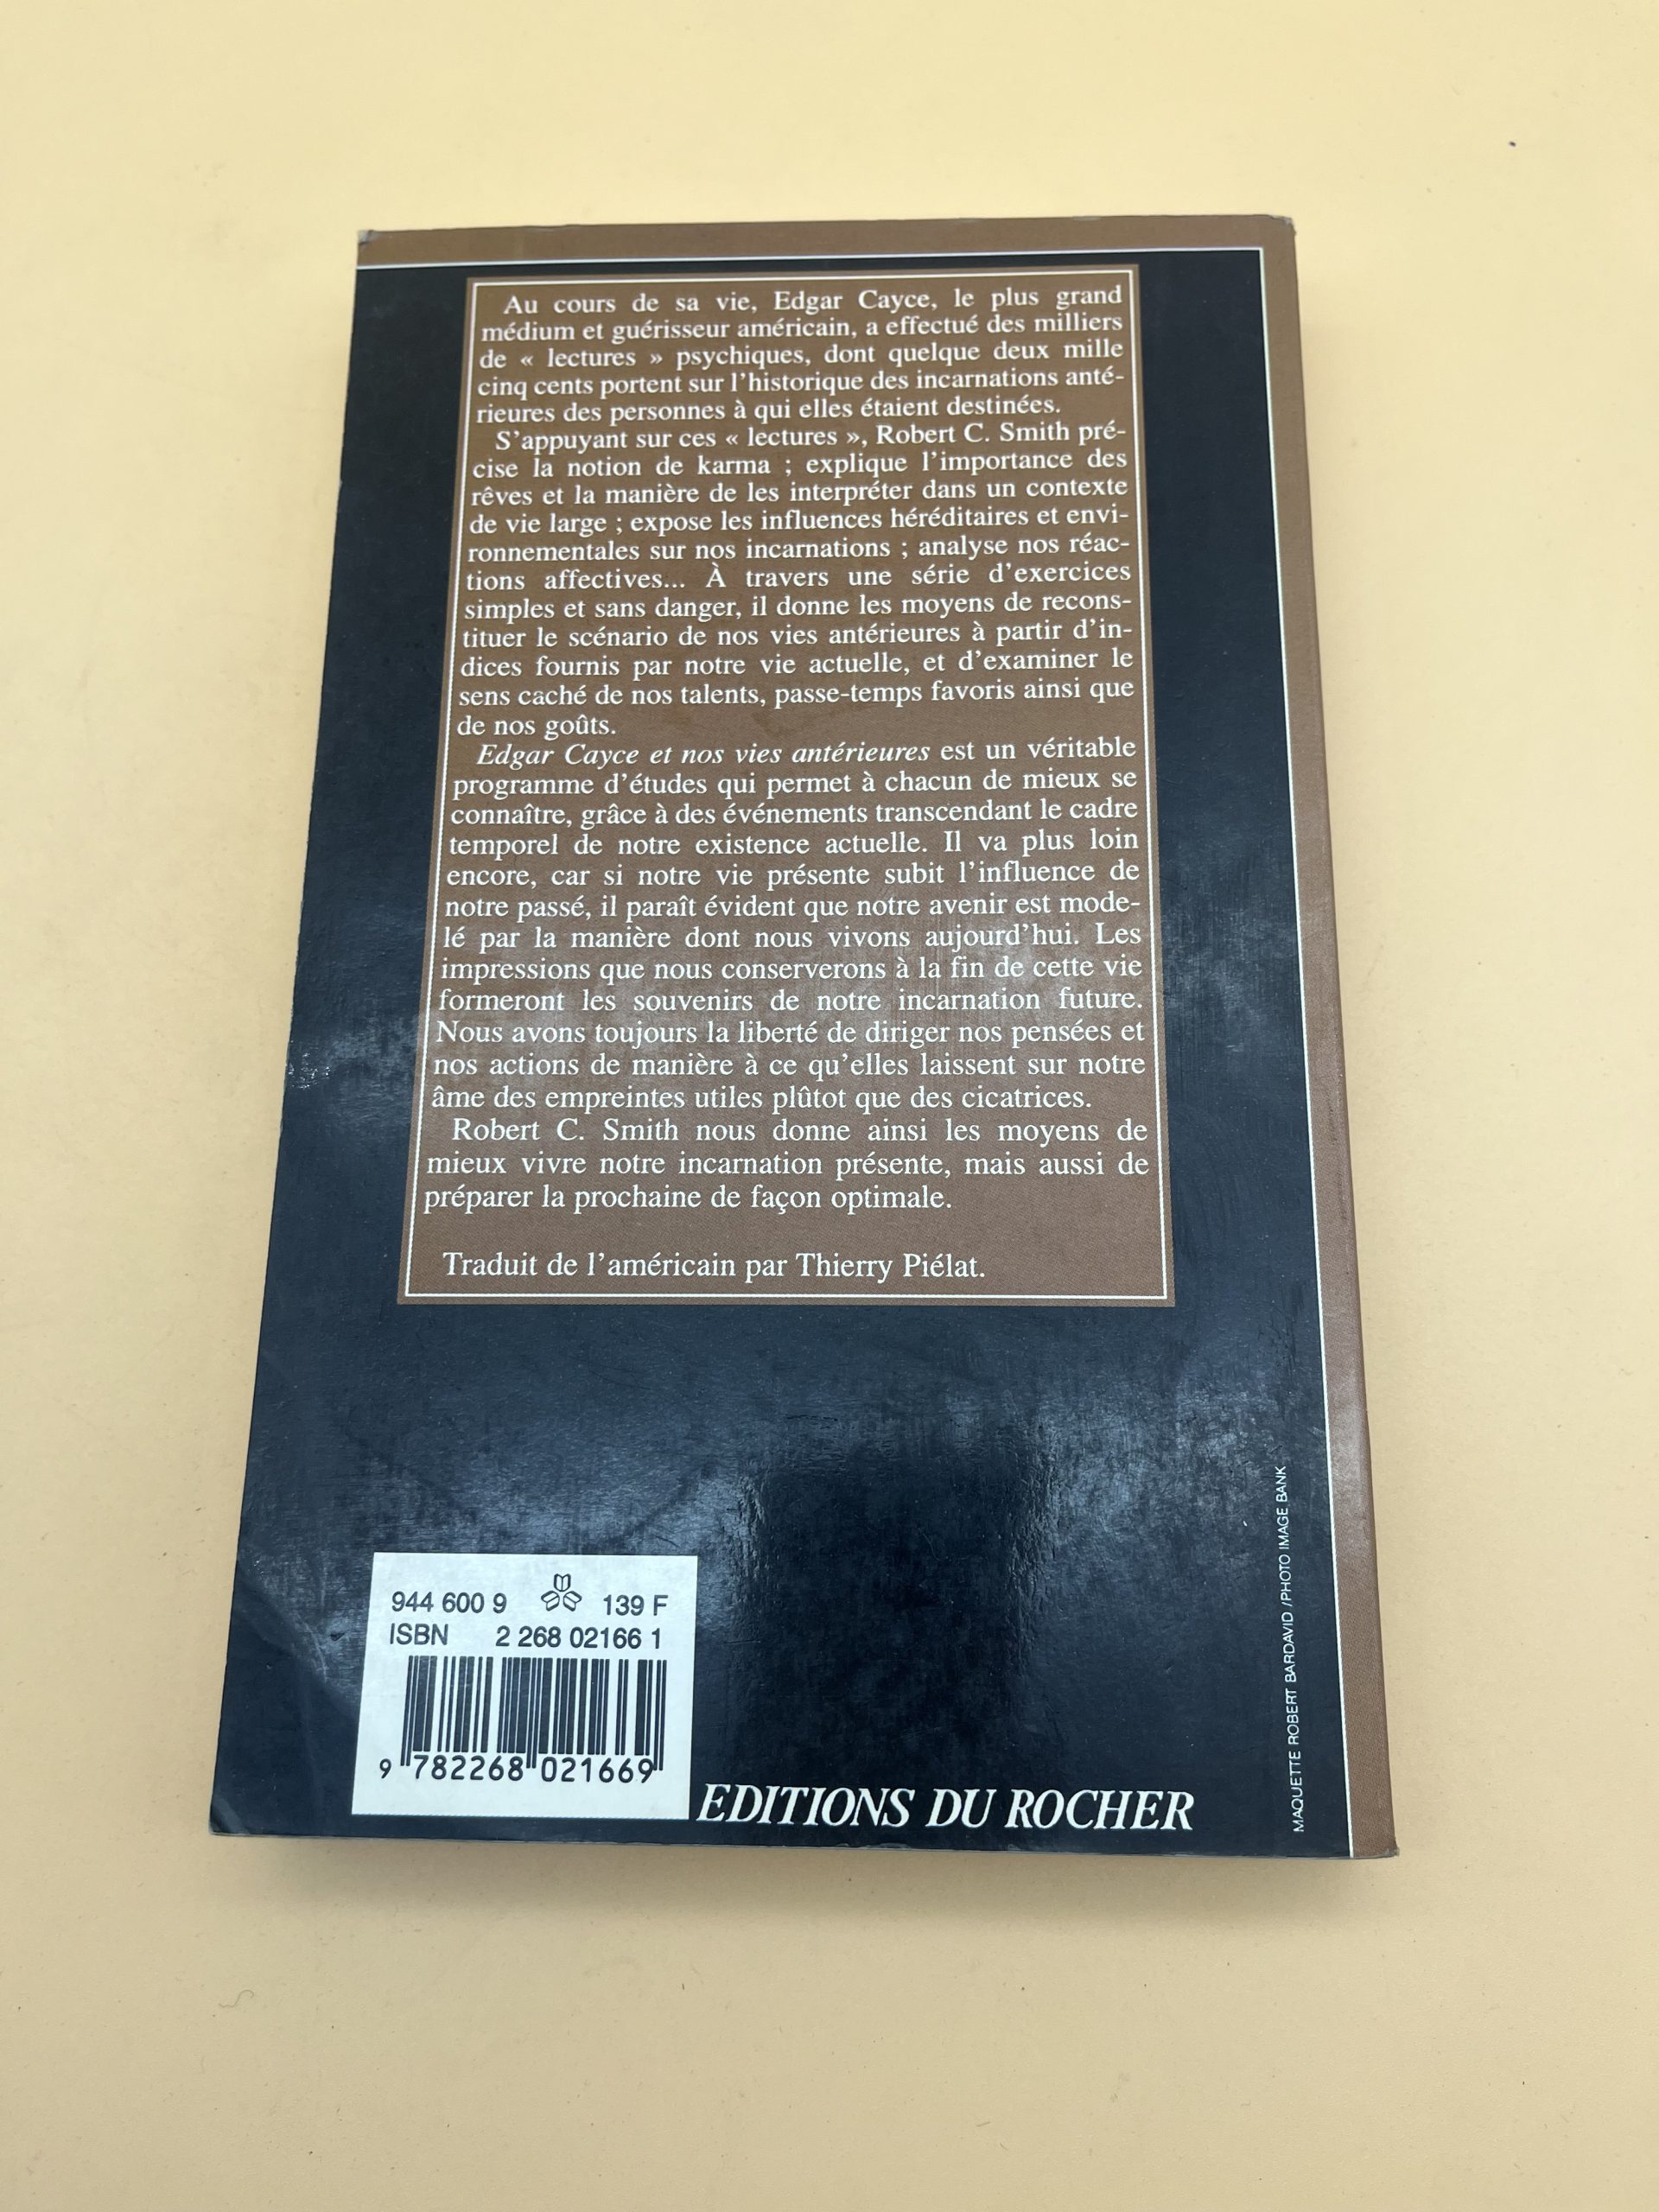 Au cours de sa vie, Edgar Cayce, le plus grand
médium et guérisseur américain, a effectué des milliers
de « lectures » psychiques, dont quelque deux mille
cinq cents portent sur l'historique des incarnations anté-
rieures des personnes à qui elles étaient destinées.
S'appuyant sur ces « lectures », Robert C. Smith pré-
cise la notion de karma ; explique l'importance des
rêves et la manière de les interpréter dans un contexte
de vie large ; expose les influences héréditaires et envi-
ronnementales sur nos incarnations ; analyse nos réac-
tions affectives... À travers une série d'exercices
simples et sans danger, il donne les moyens de recons-
tituer le scénario de nos vies antérieures à partir d'in-
dices fournis par notre vie actuelle, et d'examiner le
sens caché de nos talents, passe-temps favoris ainsi que
de nos goûts.
Edgar Cayce et nos vies antérieures est un véritable
programme d'études qui permet à chacun de mieux se
connaître, grâce à des événements transcendant le cadre
temporel de notre existence actuelle. Il va plus loin
encore, car si notre vie présente subit l'influence de
notre passé, il paraît évident que notre avenir est mode-
lé par la manière dont nous vivons aujourd'hui. Les
impressions que nous conserverons à la fin de cette vie
formeront les souvenirs de notre incarnation future.
Nous avons toujours la liberté de diriger nos pensées et
nos actions de manière à ce qu'elles laissent sur notre
âme des empreintes utiles plûtot que des cicatrices.
Robert C. Smith nous donne ainsi les moyens de
mieux vivre notre incarnation présente, mais aussi de
préparer la prochaine de façon optimale.
Traduit de l'américain par Thierry Piélat.
944 600 9 139 F
ISBN 2 268 02166 1
9 782268 021669
EDITIONS DU ROCHER
MAQUETTE ROBERT BARDAVID /PHOTO IMAGE BANK